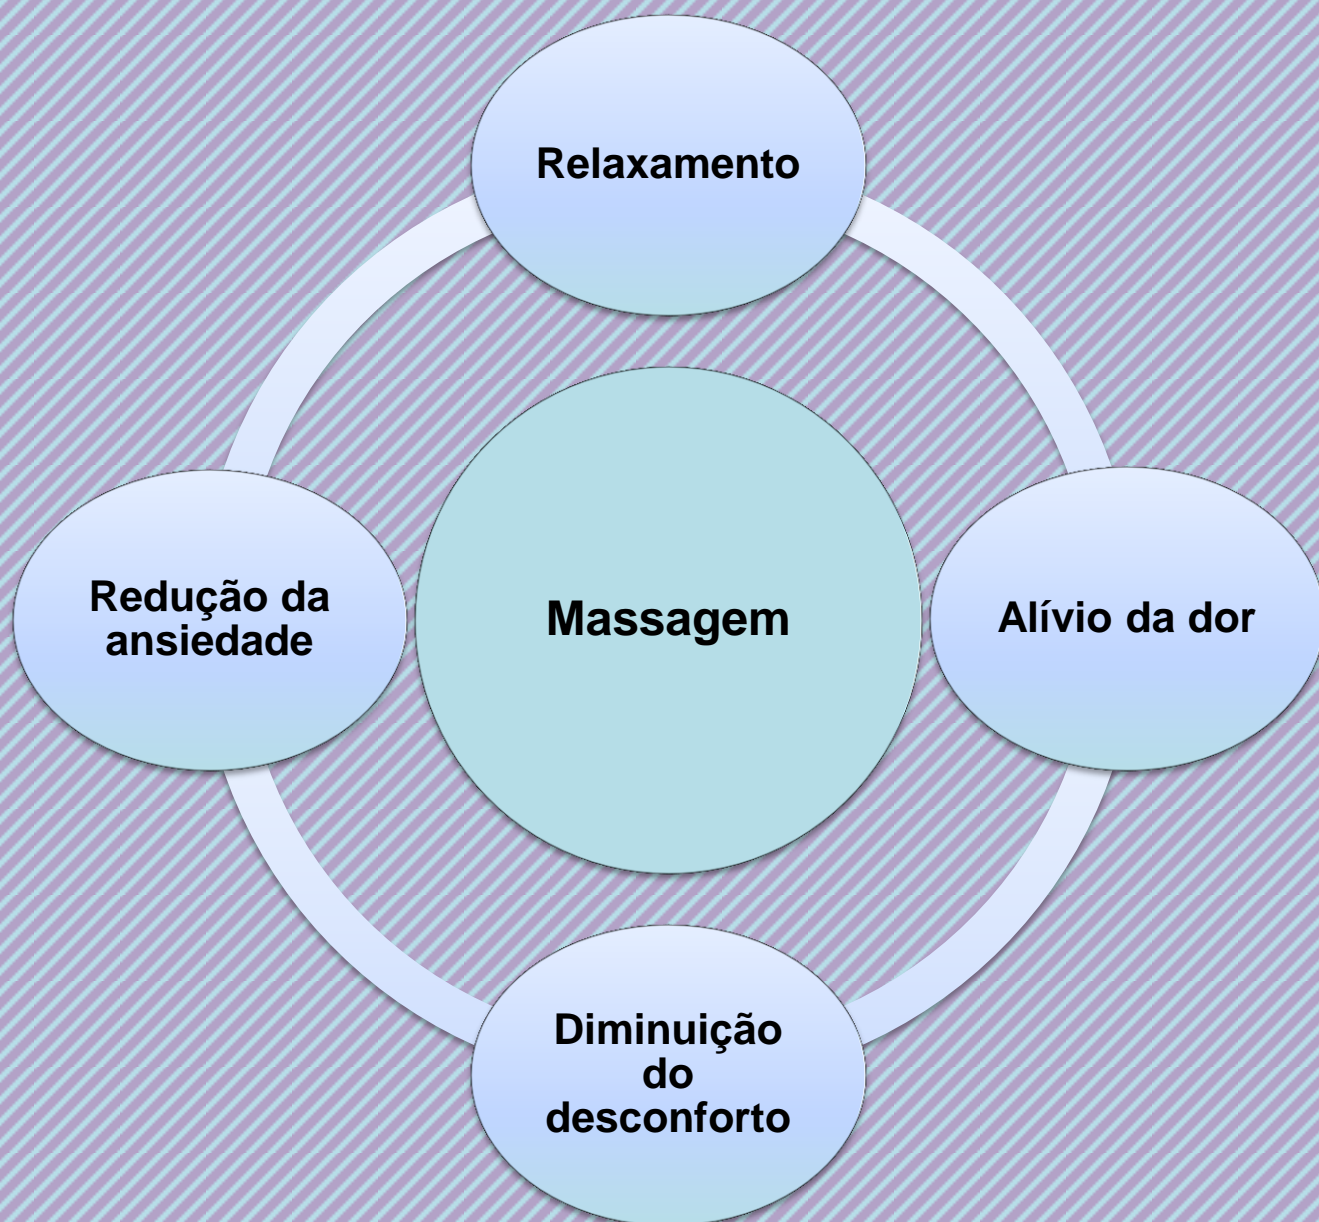 Relaxamento
Redução da
ansiedade
Massagem
Alívio da dor
Diminuição
do
desconforto